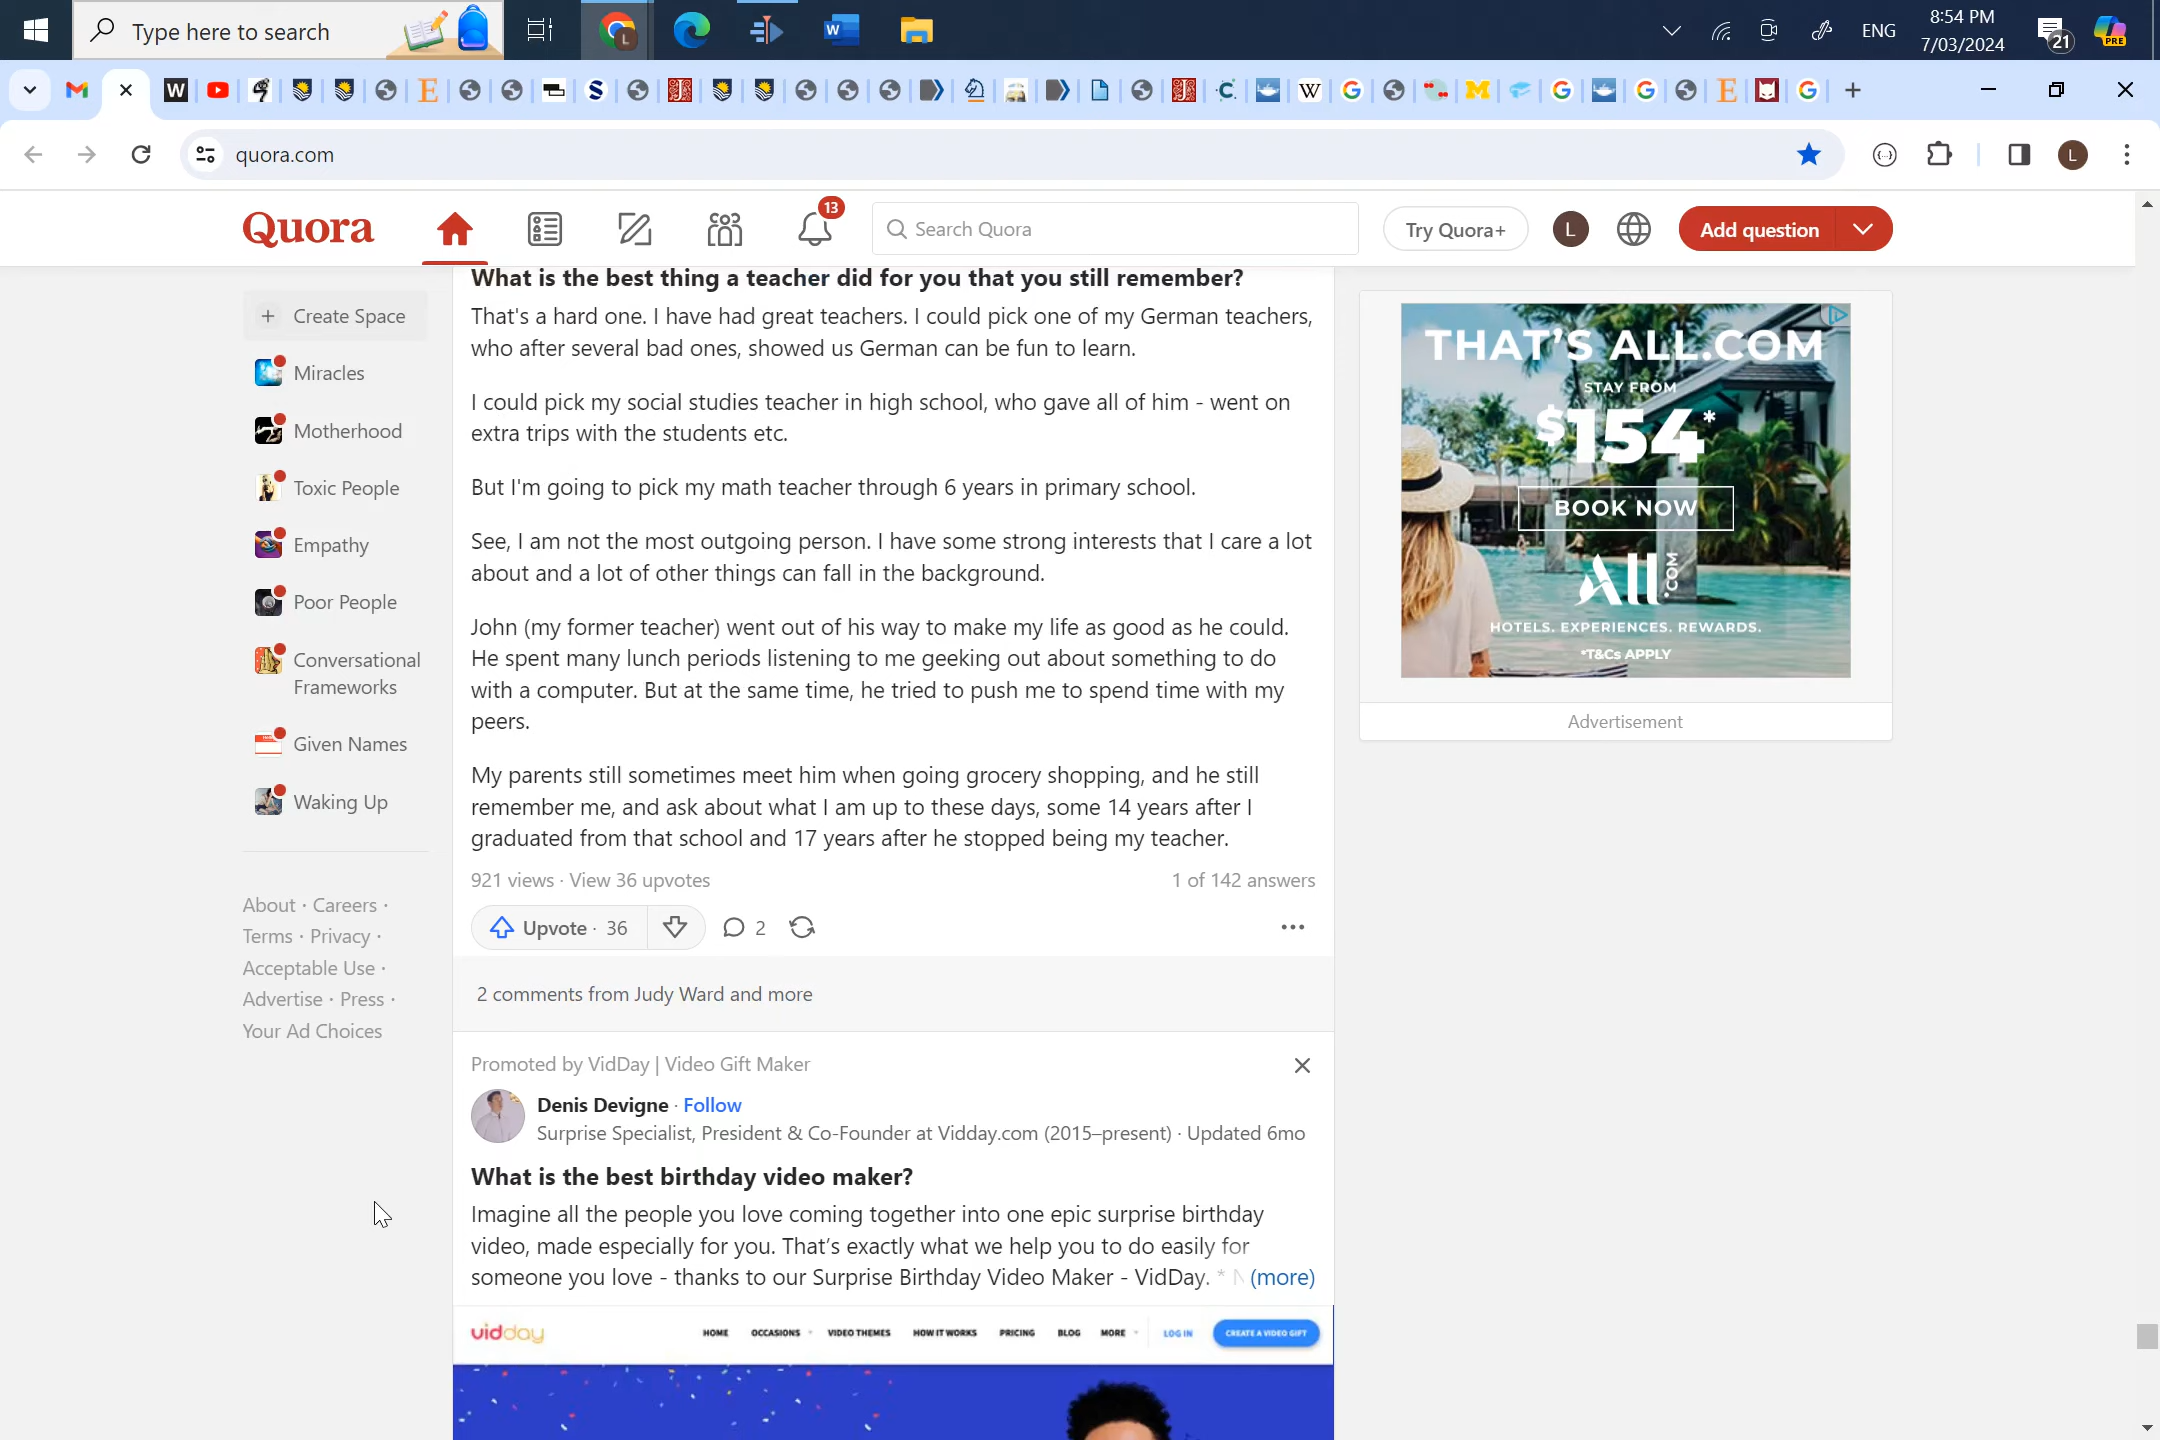 Type here to search
ENG
8:54 PM
7/03/2024
21
PRE
quora.com
L
Quora
13
Search Quora
Try Quora+
L
Add question
Create Space
Miracles
Motherhood
Toxic People
Empathy
Poor People
Conversational
Frameworks
Given Names
Waking Up
About · Careers ·
Terms · Privacy ·
Acceptable Use ·
Advertise · Press ·
Your Ad Choices
What is the best thing a teacher did for you that you still remember?
That's a hard one. I have had great teachers. I could pick one of my German teachers,
who after several bad ones, showed us German can be fun to learn.
I could pick my social studies teacher in high school, who gave all of him - went on
extra trips with the students etc.
But I'm going to pick my math teacher through 6 years in primary school.
See, I am not the most outgoing person. I have some strong interests that I care a lot
about and a lot of other things can fall in the background.
John (my former teacher) went out of his way to make my life as good as he could.
He spent many lunch periods listening to me geeking out about something to do
with a computer. But at the same time, he tried to push me to spend time with my
peers.
My parents still sometimes meet him when going grocery shopping, and he still
remember me, and ask about what I am up to these days, some 14 years after I
graduated from that school and 17 years after he stopped being my teacher.
921 views · View 36 upvotes
1 of 142 answers
Upvote · 36
2
2 comments from Judy Ward and more
Promoted by VidDay | Video Gift Maker
Denis Devigne · Follow
Surprise Specialist, President & Co-Founder at Vidday.com (2015–present) · Updated 6mo
What is the best birthday video maker?
Imagine all the people you love coming together into one epic surprise birthday
video, made especially for you. That's exactly what we help you to do easily for
someone you love - thanks to our Surprise Birthday Video Maker - VidDay. * N (more)
vidday
HOME OCCASIONS VIDEO THEMES HOW IT WORKS PRICING BLOG MORE LOG IN CREATE A VIDEO GIFT
THAT'S ALL.COM
STAY FROM
$154*
BOOK NOW
All.COM
HOTELS. EXPERIENCES. REWARDS.
*T&Cs APPLY
Advertisement